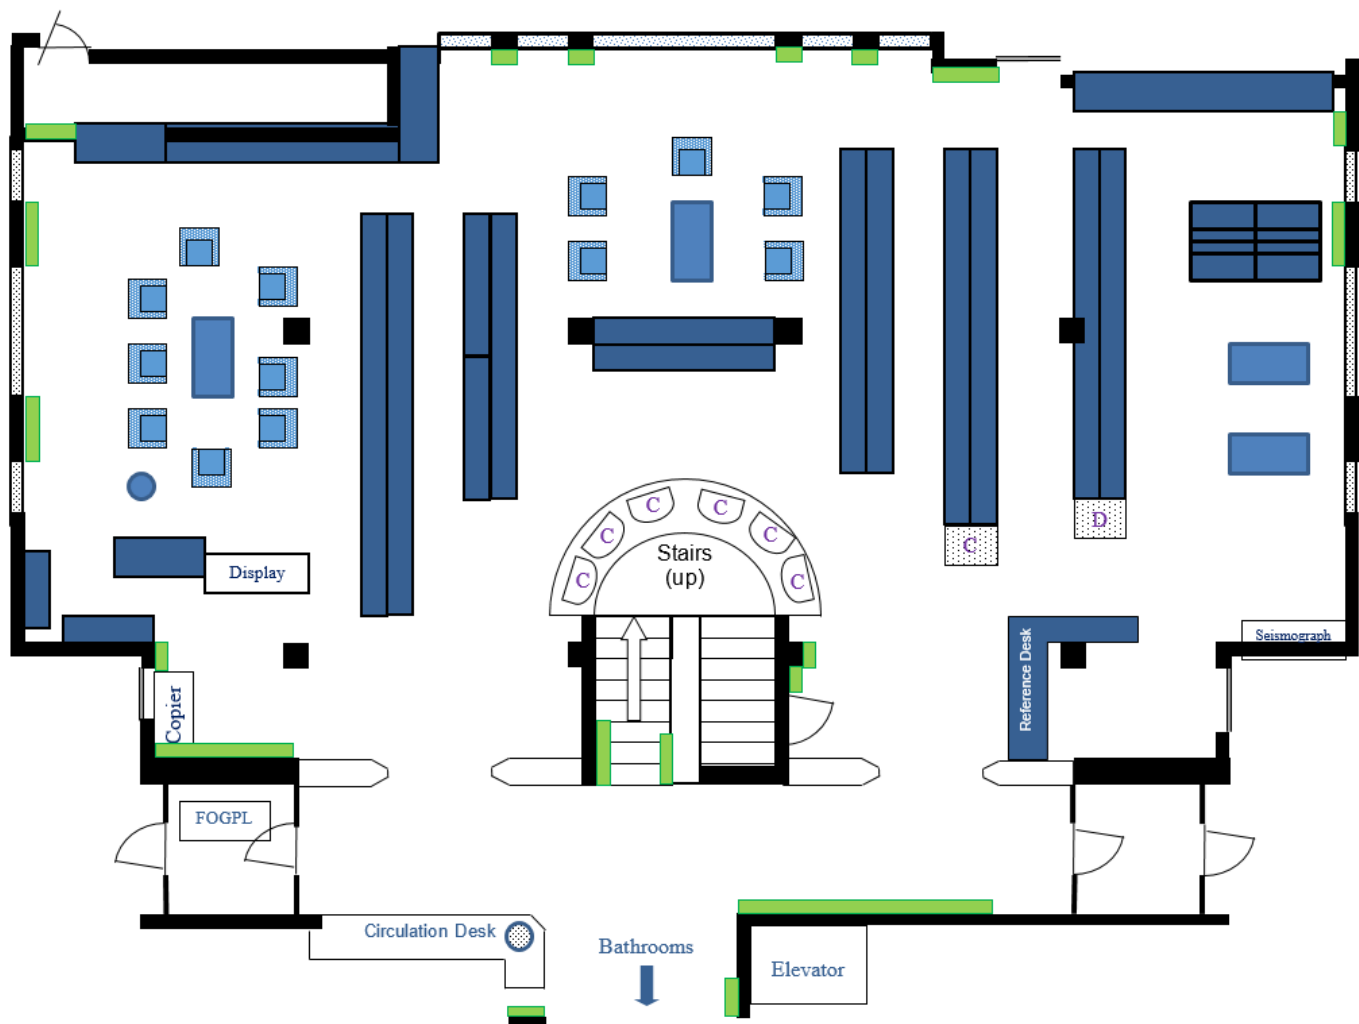 C
C
C
C
C
C
Stairs
(up)
C
D
Display
Seismograph
Reference Desk
Copier
FOGPL
Circulation Desk
Bathrooms
Elevator